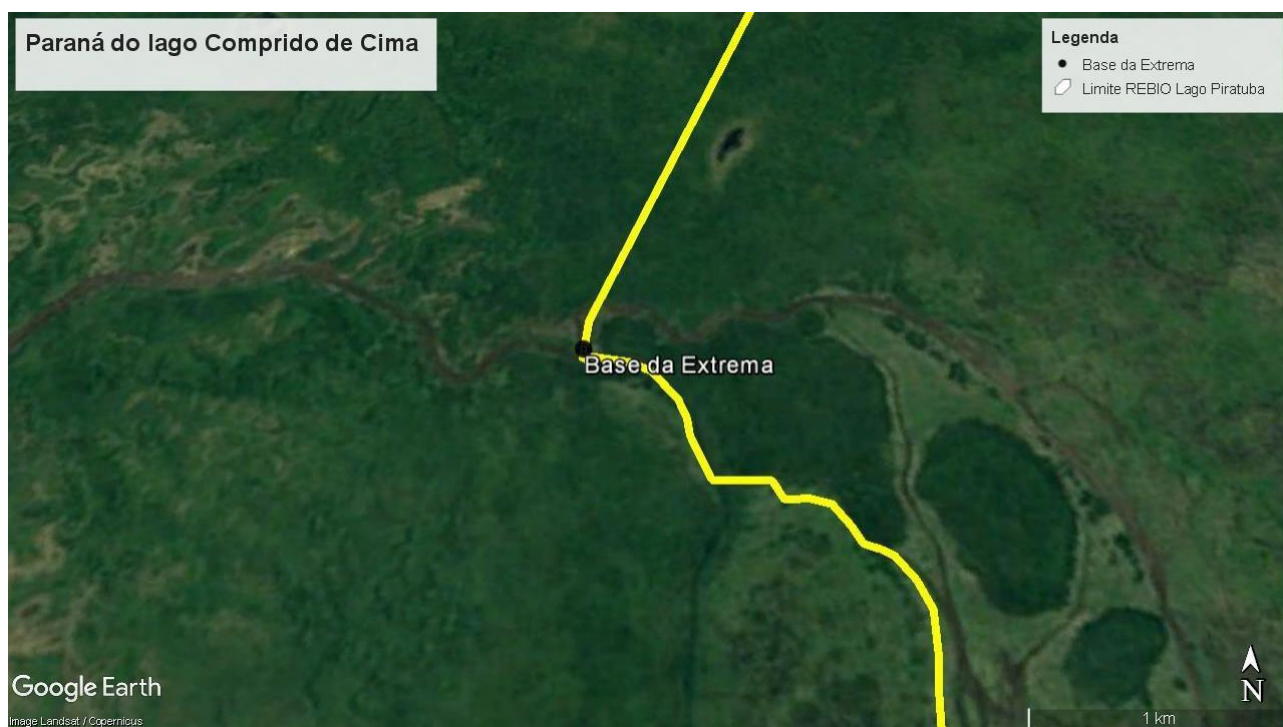 Paraná do lago Comprido de Cima
Legenda
Base da Extrema
Limite REBIO Lago Piratuba
Base da Extrema
Google Earth
Image Landsat / Copernicus
1 km
N